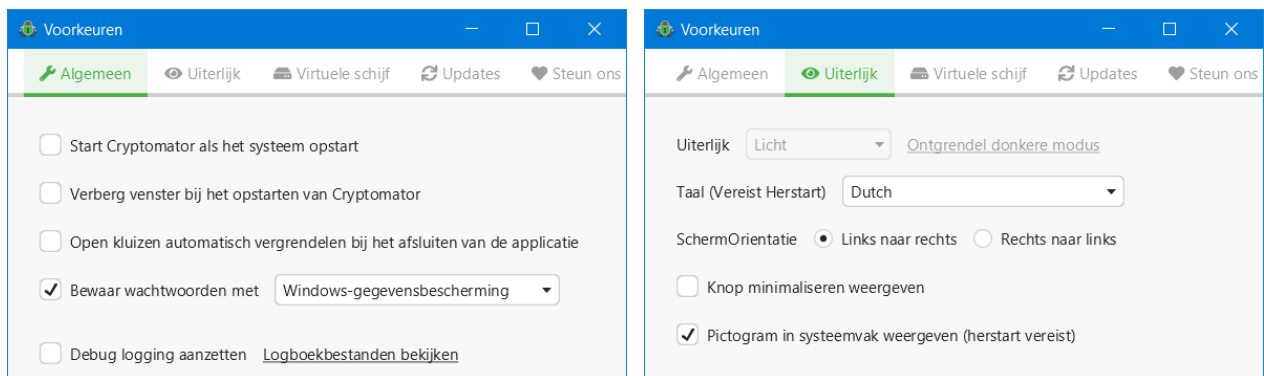 Voorkeuren
Algemeen Uiterlijk Virtuele schijf Updates Steun ons
Start Cryptomator als het systeem opstart
Verberg venster bij het opstarten van Cryptomator
Open kluizen automatisch vergrendelen bij het afsluiten van de applicatie
Bewaar wachtwoorden met Windows-gegevensbescherming
Debug logging aanzetten Logboekbestanden bekijken
Voorkeuren
Algemeen Uiterlijk Virtuele schijf Updates Steun ons
Uiterlijk Licht Ontgrendel donkere modus
Taal (Vereist Herstart) Dutch
SchermOrientatie Links naar rechts Rechts naar links
Knop minimaliseren weergeven
Pictogram in systeemvak weergeven (herstart vereist)